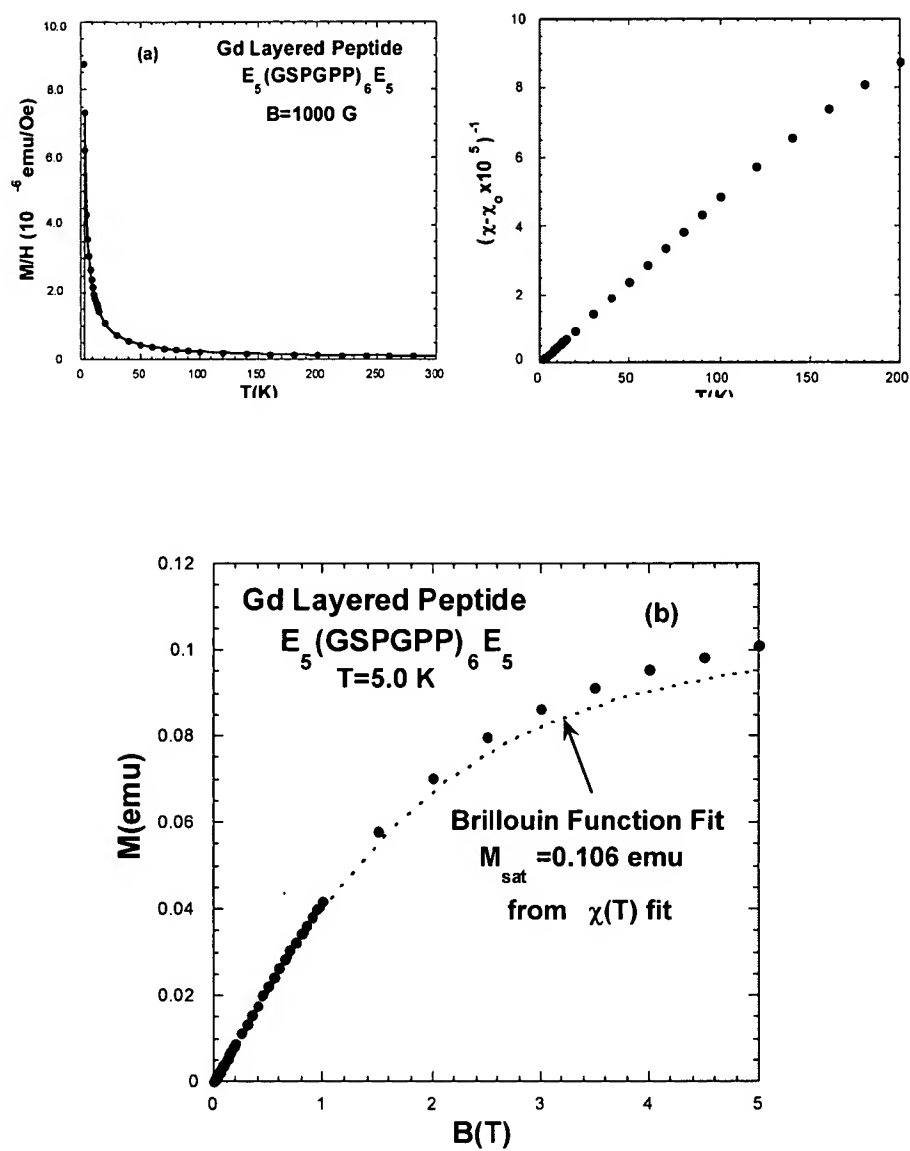 10.0
8.0
6.0
4.0
2.0
0
M/H (10 -6 emu/Oe)
(a)
Gd Layered Peptide
E5(GSPGPP)6E5
B=1000 G
0 50 100 150 200 250 300
T(K)
10
8
6
4
2
0
(χ-χo x10 5)-1
0 50 100 150 200
T(K)
0.12
0.1
0.08
0.06
0.04
0.02
0
M(emu)
Gd Layered Peptide
(b)
E5(GSPGPP)6E5
T=5.0 K
Brillouin Function Fit
Msat =0.106 emu
from χ(T) fit
0 1 2 3 4 5
B(T)